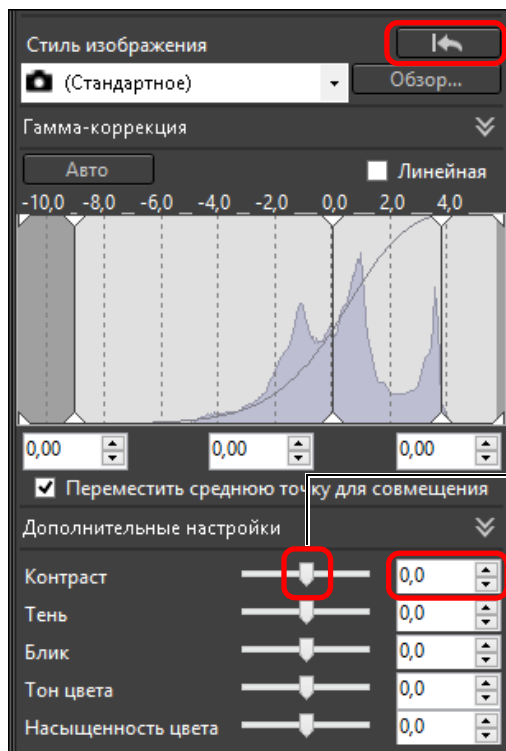 Стиль изображения
(Стандартное)
Обзор...
Гамма-коррекция
Авто
Линейная
-10,0 -8,0 -6,0 -4,0 -2,0 0,0 2,0 4,0
0,00 0,00 0,00
Переместить среднюю точку для совмещения
Дополнительные настройки
Контраст 0,0
Тень 0,0
Блик 0,0
Тон цвета 0,0
Насыщенность цвета 0,0